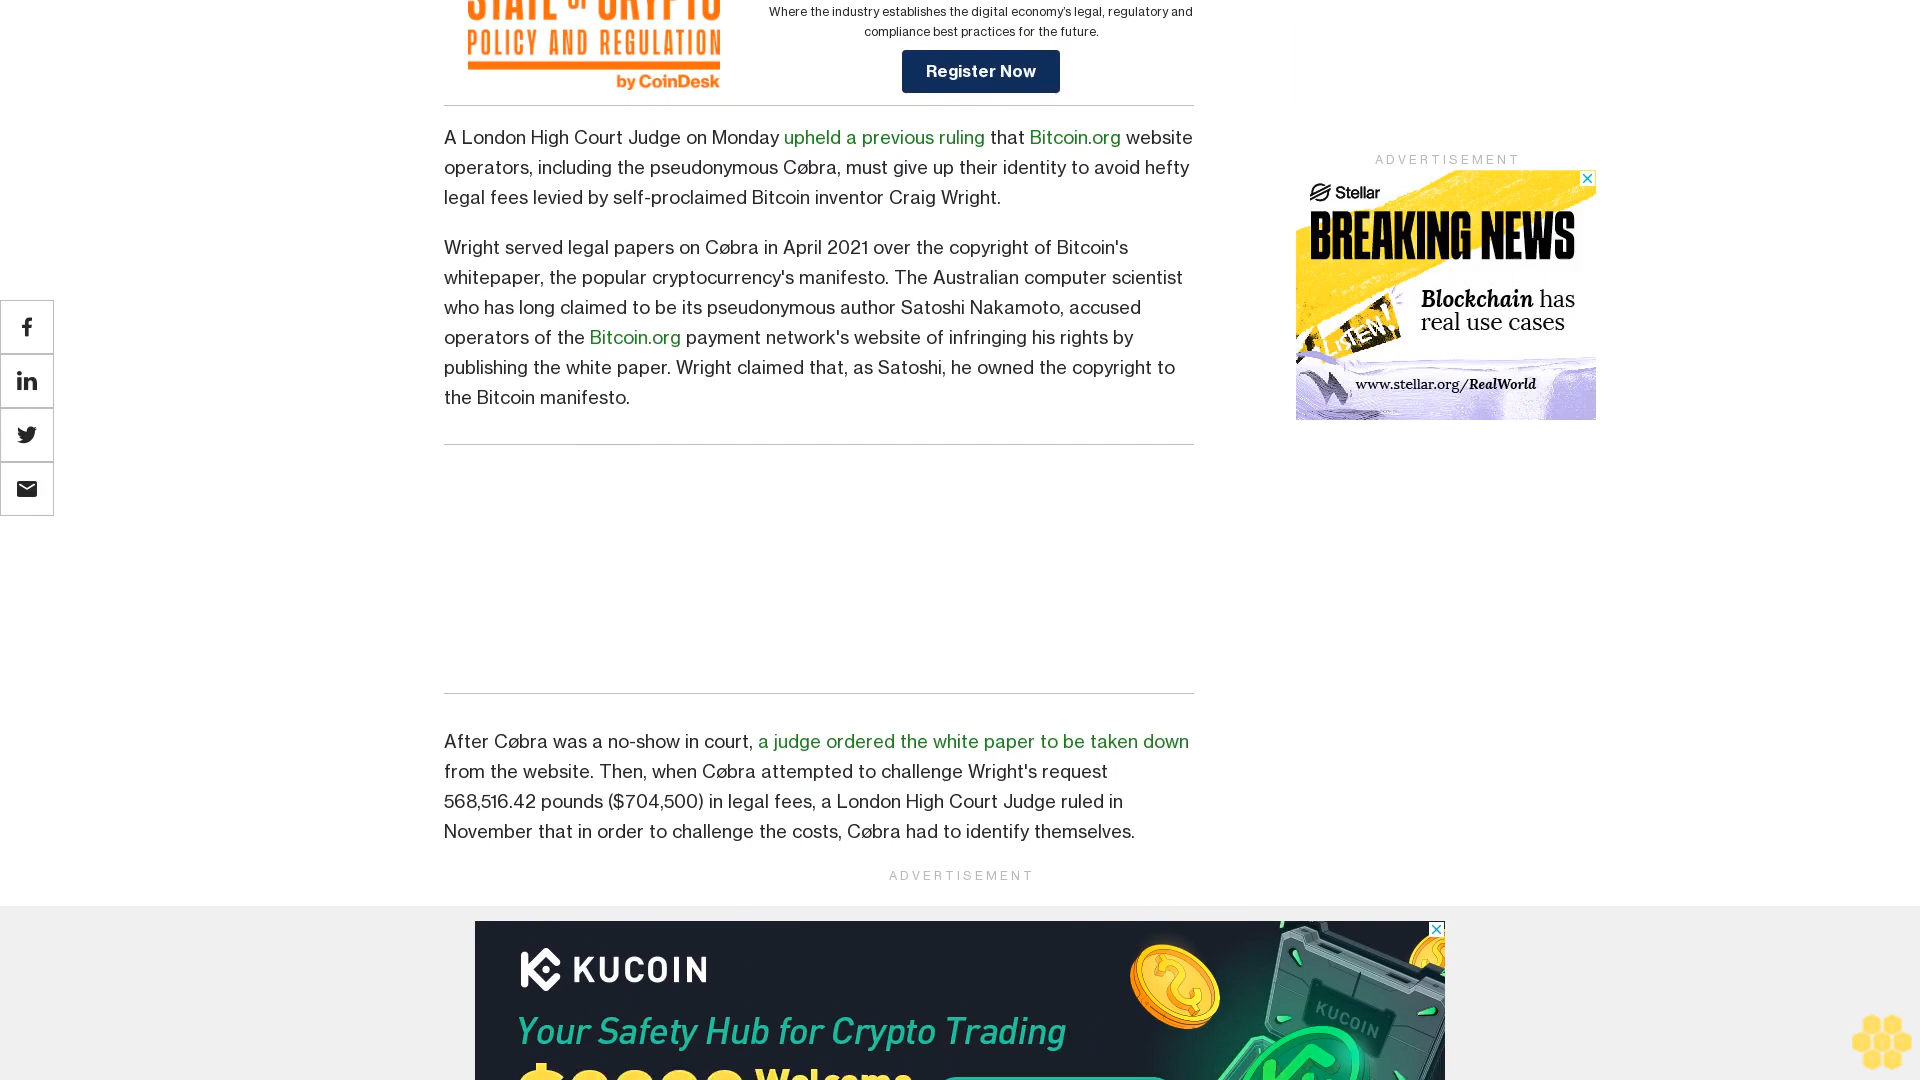 STATE OF CRYPTO
POLICY AND REGULATION
by CoinDesk
Where the industry establishes the digital economy's legal, regulatory and
compliance best practices for the future.
Register Now
A London High Court Judge on Monday upheld a previous ruling that Bitcoin.org website
operators, including the pseudonymous Cøbra, must give up their identity to avoid hefty
legal fees levied by self-proclaimed Bitcoin inventor Craig Wright.
Wright served legal papers on Cøbra in April 2021 over the copyright of Bitcoin's
whitepaper, the popular cryptocurrency's manifesto. The Australian computer scientist
who has long claimed to be its pseudonymous author Satoshi Nakamoto, accused
operators of the Bitcoin.org payment network's website of infringing his rights by
publishing the white paper. Wright claimed that, as Satoshi, he owned the copyright to
the Bitcoin manifesto.
ADVERTISEMENT
Stellar
BREAKING NEWS
Blockchain has
real use cases
LISTEN!
www.stellar.org/RealWorld
After Cøbra was a no-show in court, a judge ordered the white paper to be taken down
from the website. Then, when Cøbra attempted to challenge Wright's request
568,516.42 pounds ($704,500) in legal fees, a London High Court Judge ruled in
November that in order to challenge the costs, Cøbra had to identify themselves.
ADVERTISEMENT
KUCOIN
KUCOIN
Your Safety Hub for Crypto Trading
Welcome